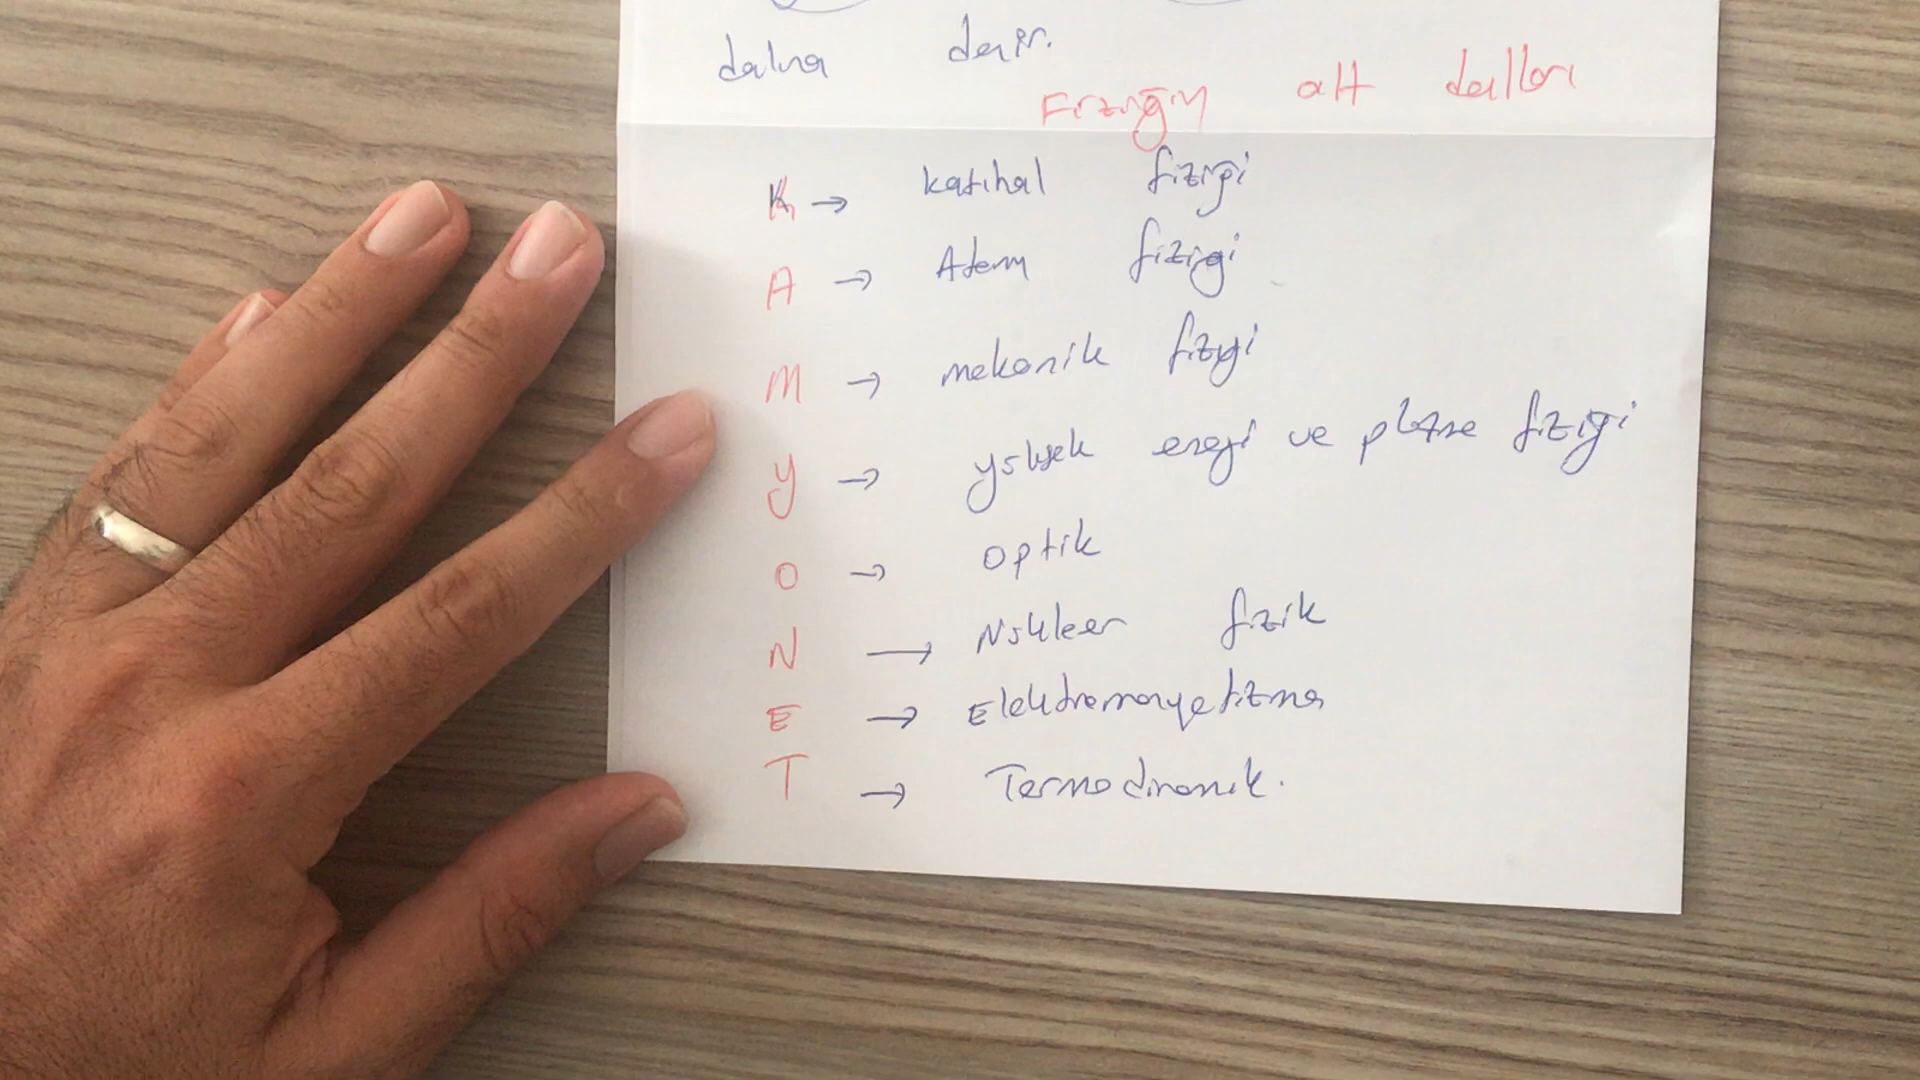 dalına denir.
Fiziğin alt dalları
K → katıhal fiziği
A → Atom fiziği
M → mekanik fiziği
Y → yüksek enerji ve plazma fiziği
O → optik
N → Nükleer fizik
E → Elektromanyetizma
T → Termodinamik.